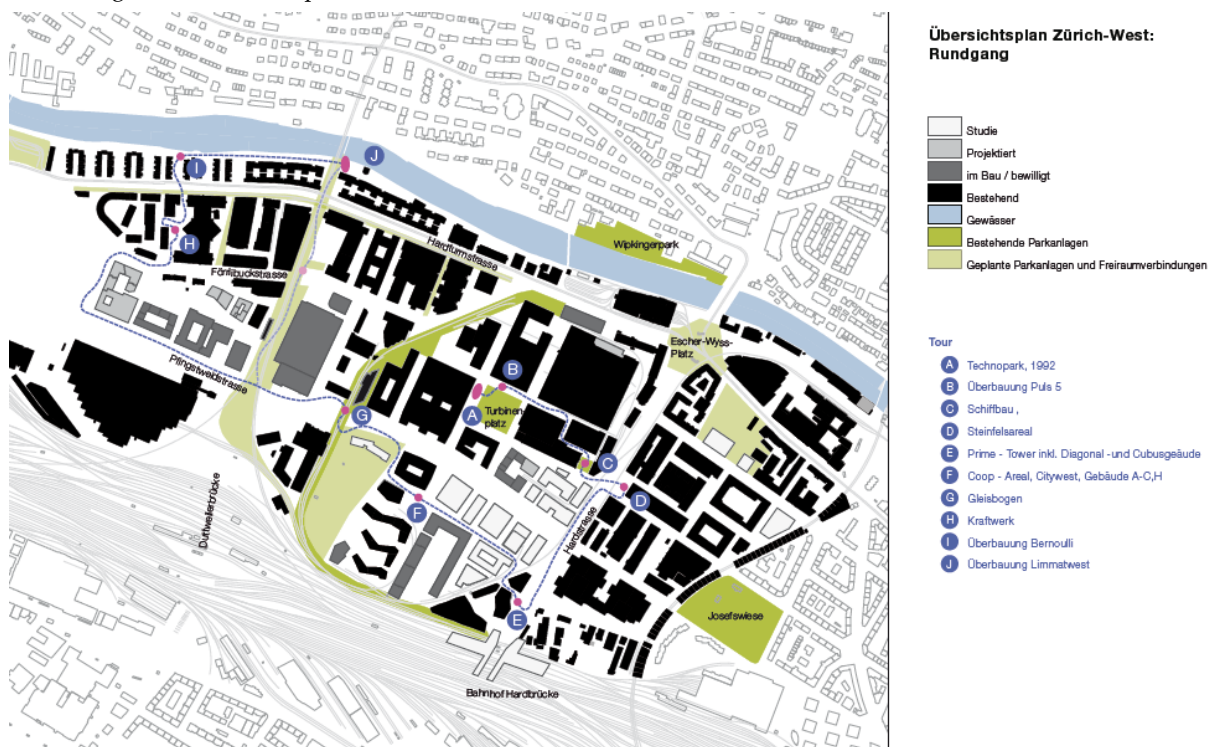 Übersichtsplan Zürich-West:
Rundgang
Studie
Projektiert
im Bau / bewilligt
Bestehend
Gewässer
Bestehende Parkanlagen
Geplante Parkanlagen und Freiraumverbindungen
Tour
A Technopark, 1992
B Überbauung Puls 5
C Schiffbau ,
D Steinfelsareal
E Prime - Tower inkl. Diagonal -und Cubusgeäude
F Coop - Areal, Citywest, Gebäude A-C,H
G Gleisbogen
H Kraftwerk
I Überbauung Bernoulli
J Überbauung Limmatwest
J
I
H
Wipkingerpark
Hardturmstrasse
Förrlibuckstrasse
Escher-Wyss-
Platz
Pfingstweidstrasse
B
A
Turbinen
platz
G
C
D
F
Hardstrasse
Duttweilerbrücke
E
Josefswiese
Bahnhof Hardbrücke